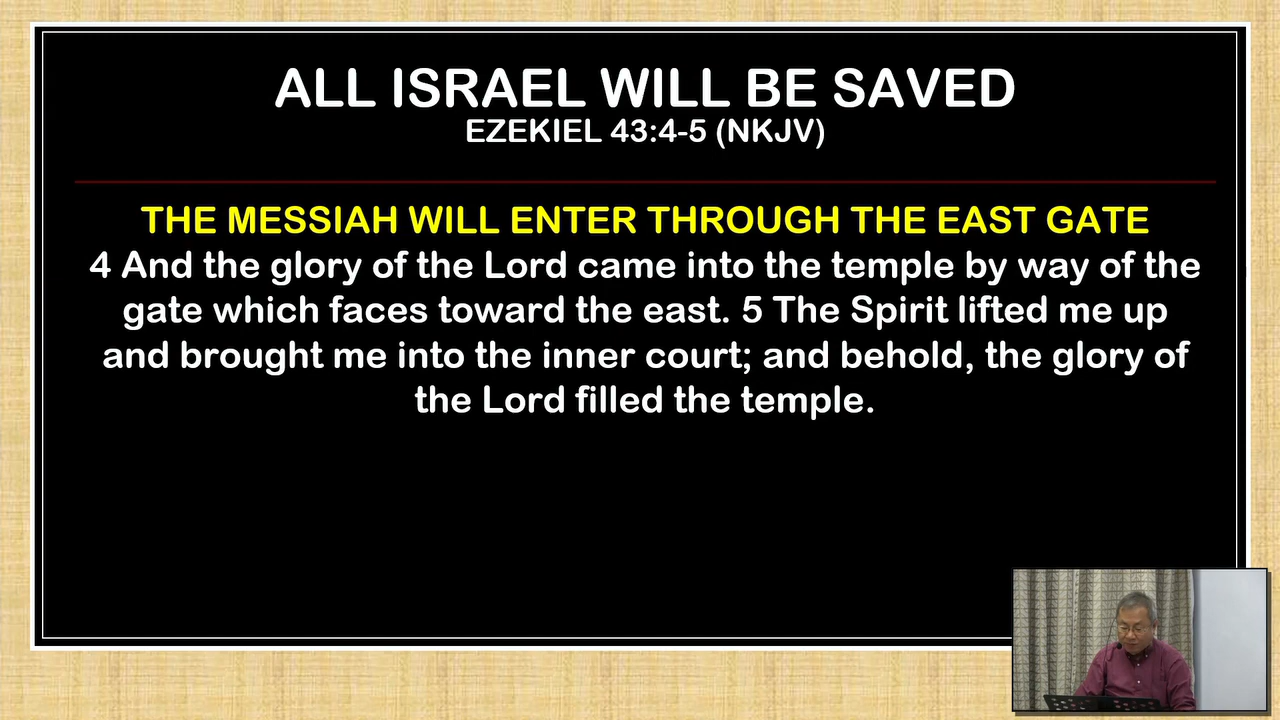 ALL ISRAEL WILL BE SAVED
EZEKIEL 43:4-5 (NKJV)
THE MESSIAH WILL ENTER THROUGH THE EAST GATE
4 And the glory of the Lord came into the temple by way of the
gate which faces toward the east. 5 The Spirit lifted me up
and brought me into the inner court; and behold, the glory of
the Lord filled the temple.